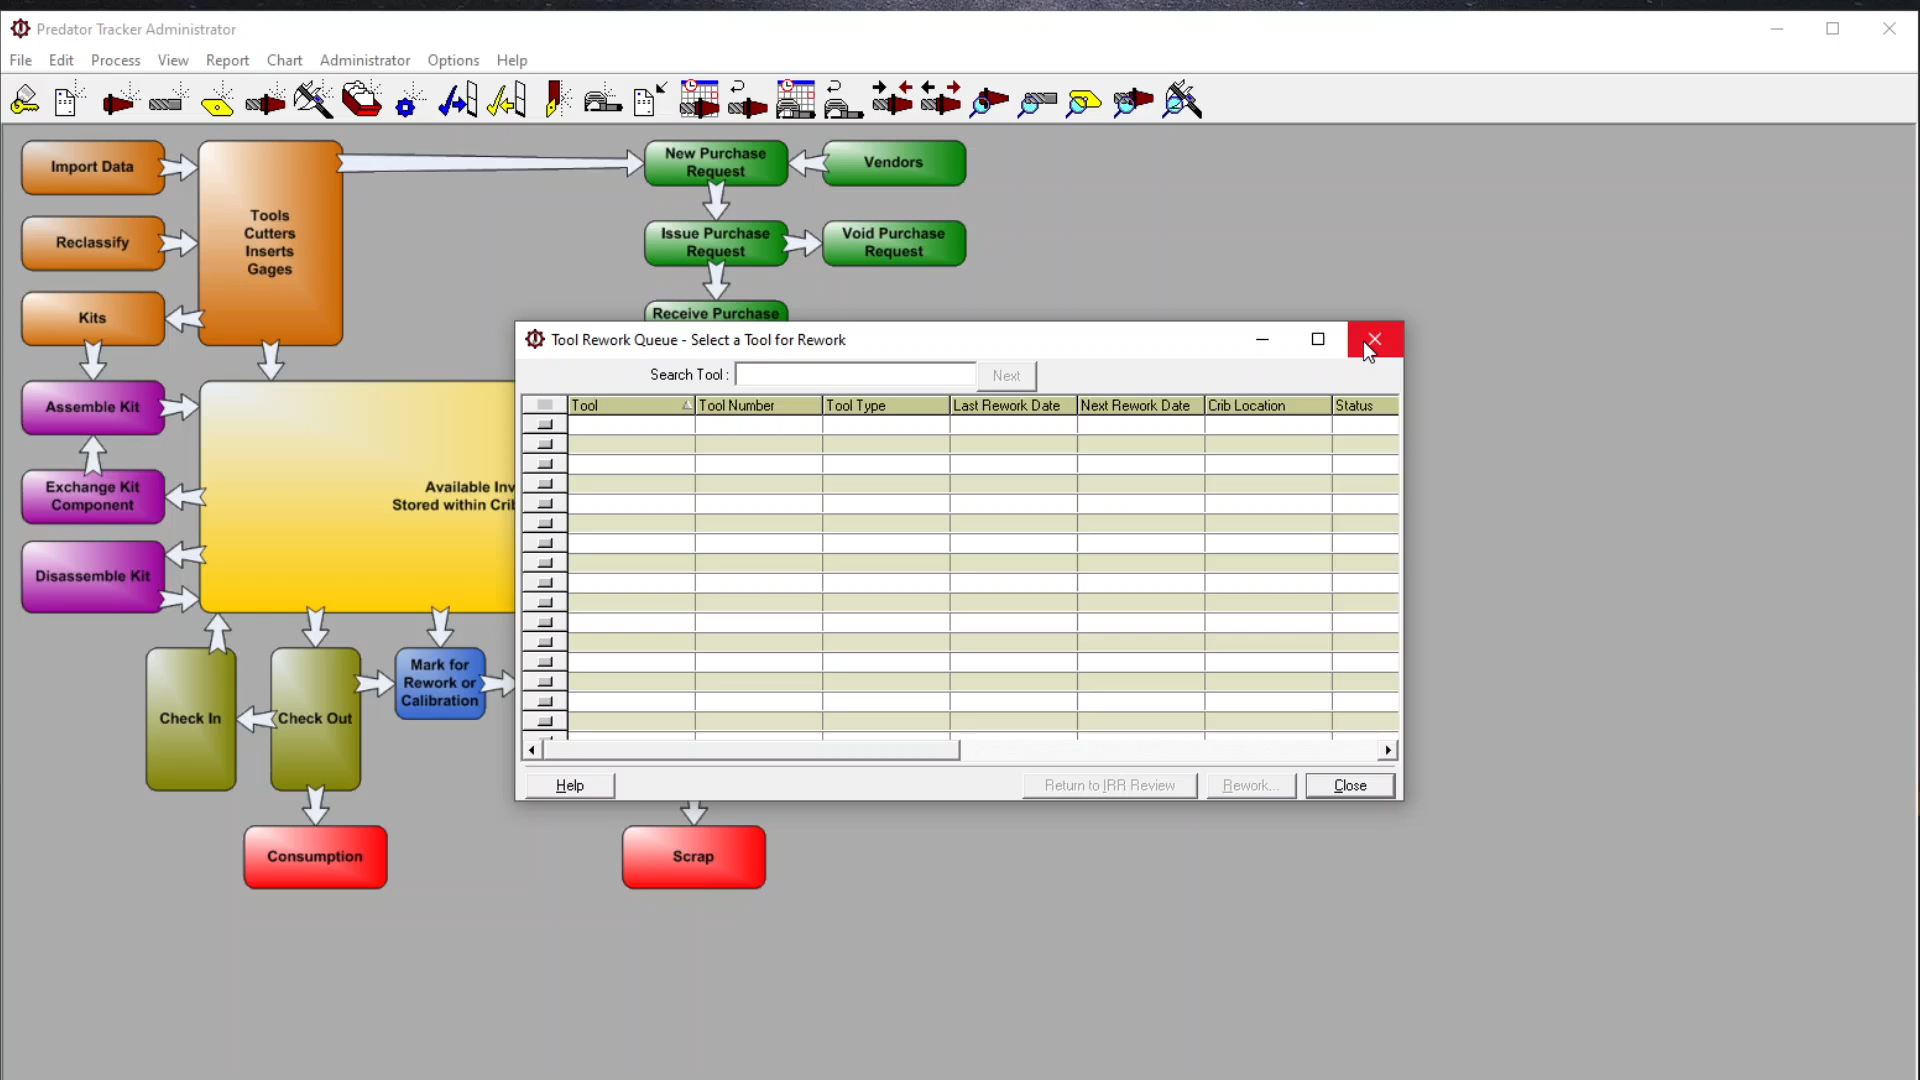 Predator Tracker Administrator
File Edit Process View Report Chart Administrator Options Help
Import Data
Reclassify
Kits
Tools
Cutters
Inserts
Gages
New Purchase
Request
Vendors
Issue Purchase
Request
Void Purchase
Request
Receive Purchase
Assemble Kit
Exchange Kit
Component
Disassemble Kit
Available Inv
Stored within Crib
Tool Rework Queue - Select a Tool for Rework
Search Tool : Next
Tool Tool Number Tool Type Last Rework Date Next Rework Date Crib Location Status
Help Return to IRR Review Rework... Close
Check In
Check Out
Mark for
Rework or
Calibration
Consumption
Scrap